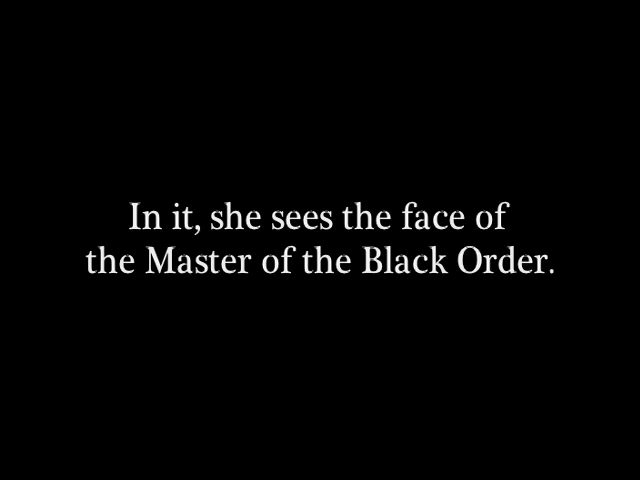 In it, she sees the face of
the Master of the Black Order.